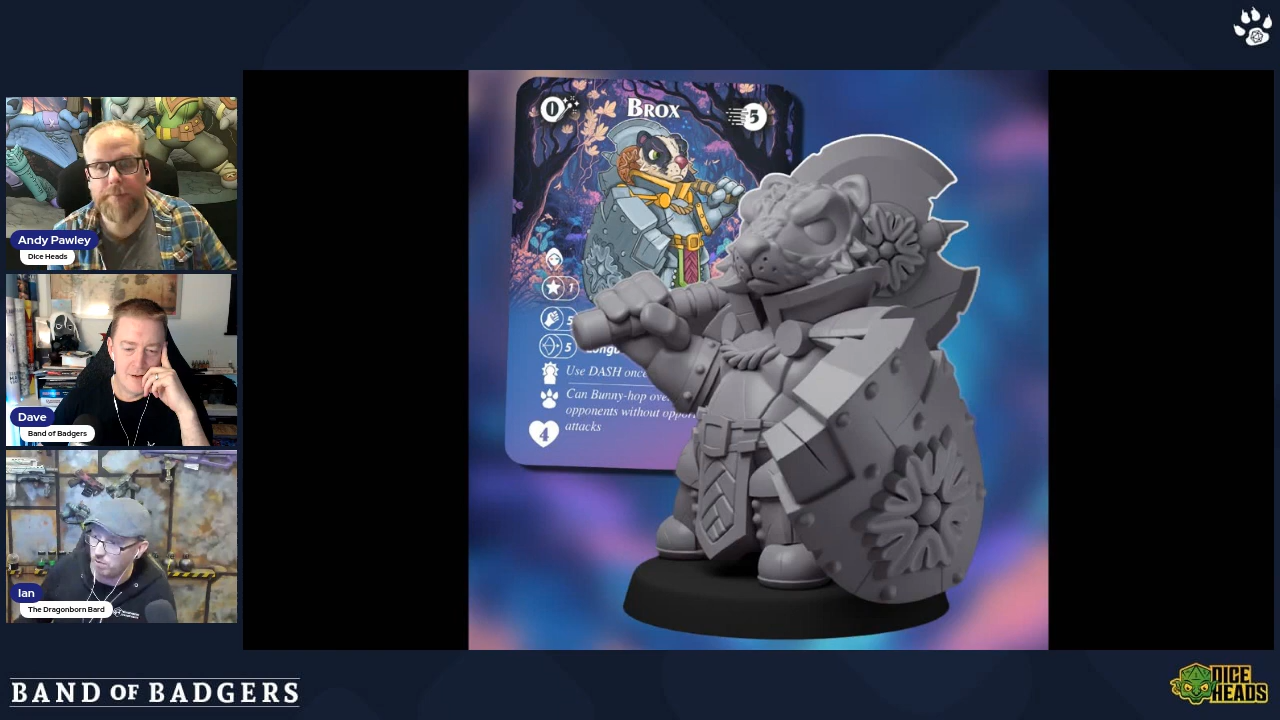 Andy Pawley
Dice Heads
Dave
Band of Badgers
Ian
The Dragonborn Bard
0
BROX
5
1
5
5
Use DASH once
Can Bunny-hop over
opponents without
attacks
4
BAND OF BADGERS
DICE
HEADS